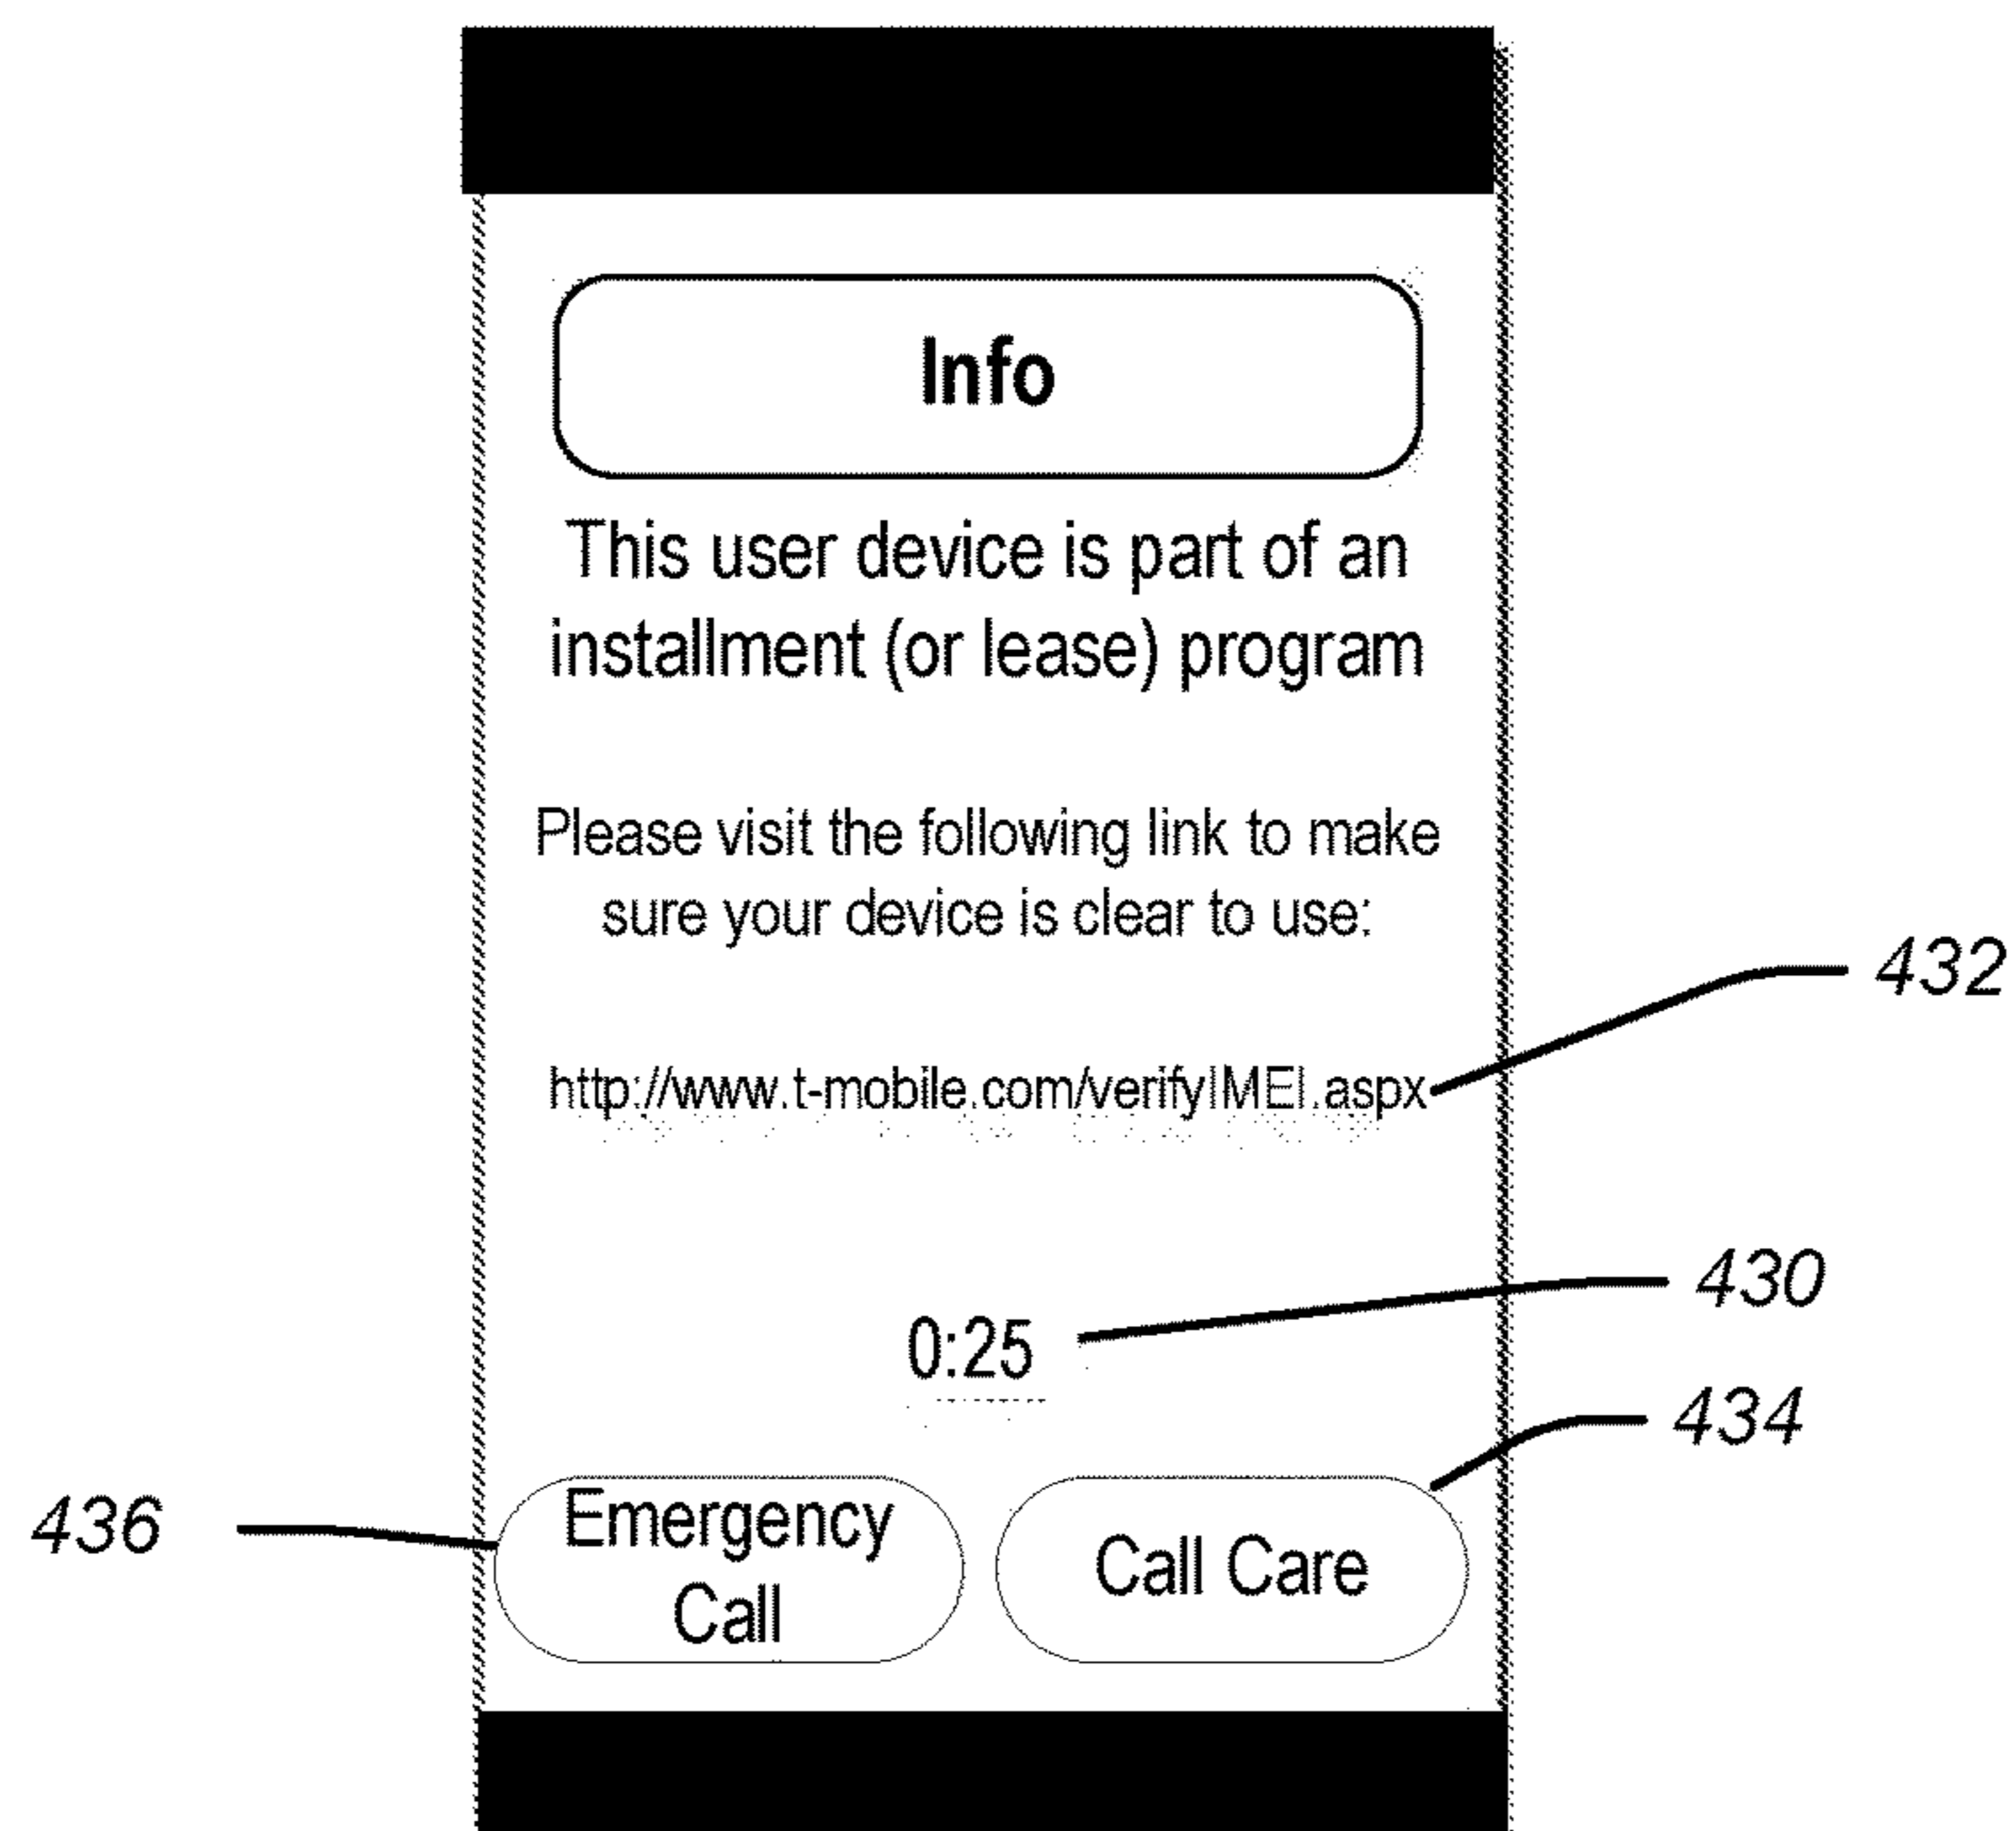 Info
This user device is part of an
installment (or lease) program
Please visit the following link to make
sure your device is clear to use:
432
http://www.t-mobile.com/verifyIMEI.aspx
430
0:25
434
436
Emergency
Call
Call Care